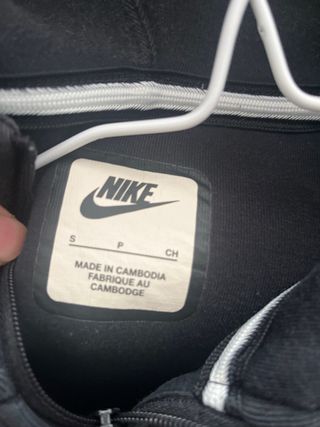 NIKE
S P CH
MADE IN CAMBODIA
FABRIQUE AU
CAMBODGE